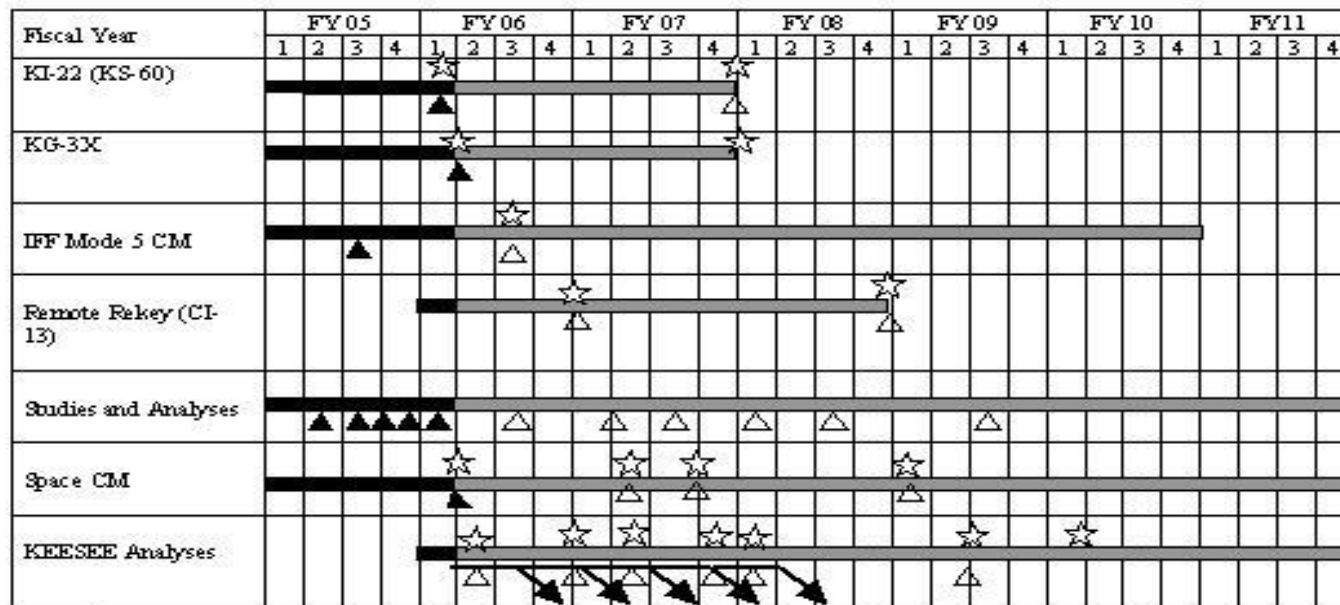 FY 05 FY 06 FY 07 FY 08 FY 09 FY 10 FY11
Fiscal Year
1 2 3 4 1 2 3 4 1 2 3 4 1 2 3 4 1 2 3 4 1 2 3 4 1 2 3 4
KI-22 (KS-60)
KG-3X
IFF Mode 5 CM
Remote Rekey (CI-
13)
Studies and Analyses
Space CM
KEESEE Analyses